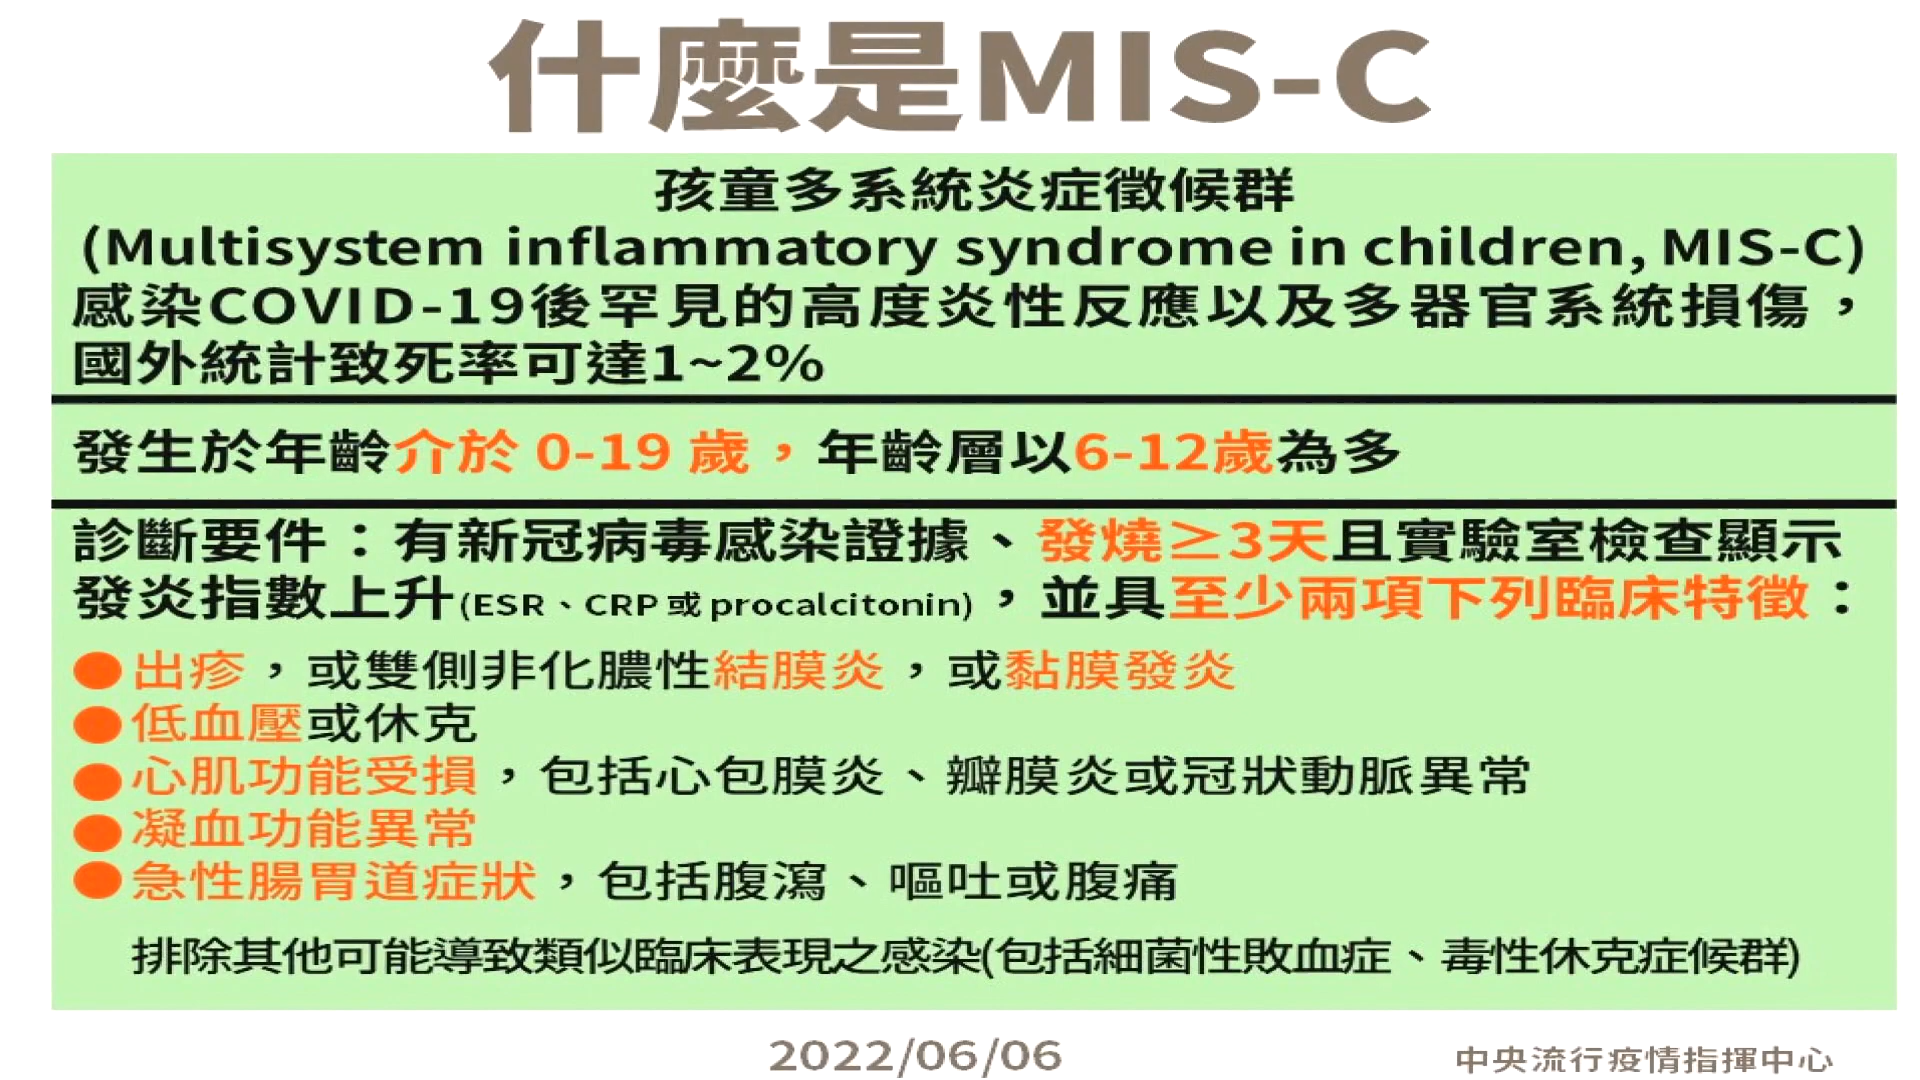 什麼是MIS-C
孩童多系統炎症徵候群
(Multisystem inflammatory syndrome in children, MIS-C)
感染COVID-19後罕見的高度炎性反應以及多器官系統損傷，
國外統計致死率可達1~2%
發生於年齡介於 0-19 歲，年齡層以6-12歲為多
診斷要件：有新冠病毒感染證據、發燒≥3天且實驗室檢查顯示
發炎指數上升(ESR、CRP 或 procalcitonin)，並具至少兩項下列臨床特徵：
●出疹，或雙側非化膿性結膜炎，或黏膜發炎
●低血壓或休克
●心肌功能受損，包括心包膜炎、瓣膜炎或冠狀動脈異常
●凝血功能異常
●急性腸胃道症狀，包括腹瀉、嘔吐或腹痛
排除其他可能導致類似臨床表現之感染(包括細菌性敗血症、毒性休克症候群)
2022/06/06
中央流行疫情指揮中心